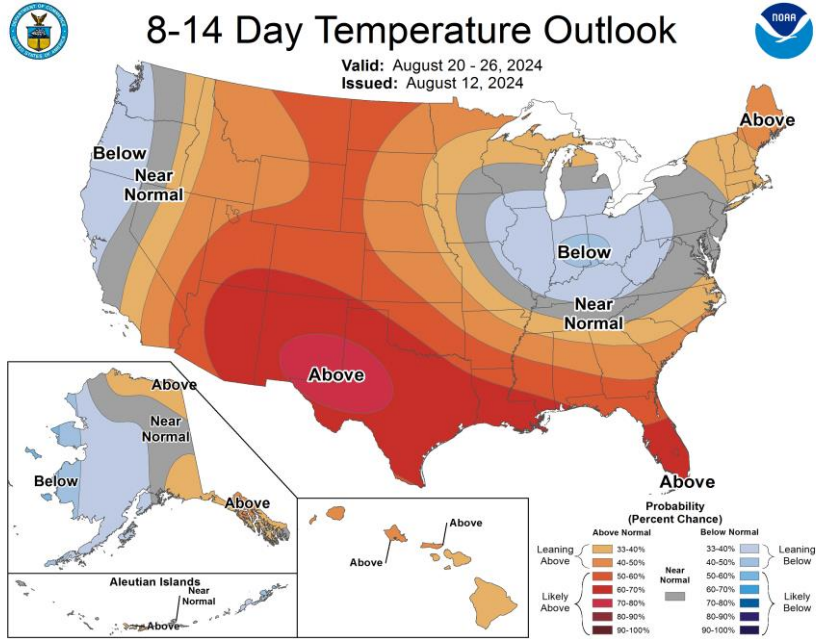 8-14 Day Temperature Outlook
Valid: August 20 - 26, 2024
Issued: August 12, 2024
NOAA
Above
Below
Near
Normal
Below
Near
Normal
Above
Above
Above
Near
Normal
Below
Above
Aleutian Islands
Near
Normal
Above
Above
Above
Probability
(Percent Chance)
Above Normal
Below Normal
Leaning
Above
33-40%
40-50%
Likely
Above
50-60%
60-70%
70-80%
80-90%
90-100%
Near
Normal
33-40%
40-50%
Leaning
Below
50-60%
60-70%
70-80%
80-90%
90-100%
Likely
Below